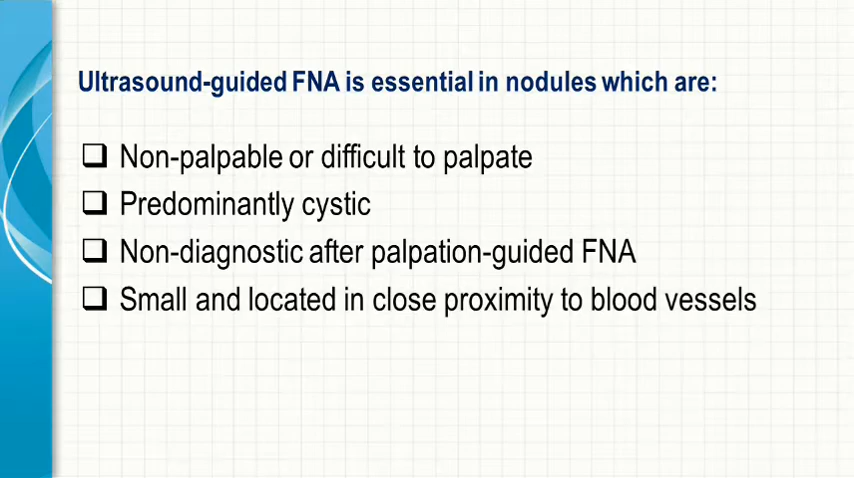 Ultrasound-guided FNA is essential in nodules which are:
Non-palpable or difficult to palpate
Predominantly cystic
Non-diagnostic after palpation-guided FNA
Small and located in close proximity to blood vessels